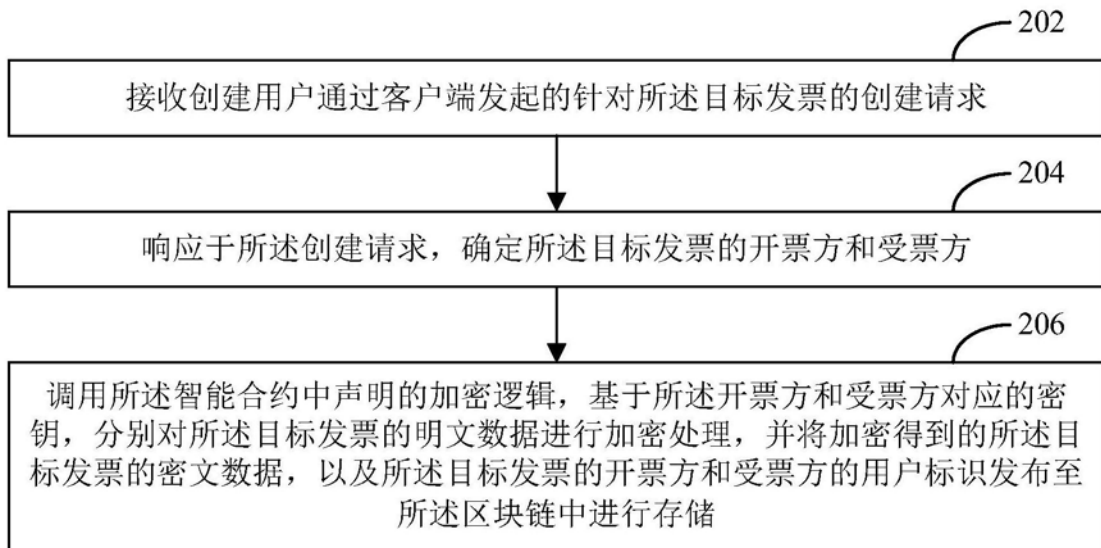 202
接收创建用户通过客户端发起的针对所述目标发票的创建请求
204
响应于所述创建请求，确定所述目标发票的开票方和受票方
206
调用所述智能合约中声明的加密逻辑，基于所述开票方和受票方对应的密
钥，分别对所述目标发票的明文数据进行加密处理，并将加密得到的所述目
标发票的密文数据，以及所述目标发票的开票方和受票方的用户标识发布至
所述区块链中进行存储